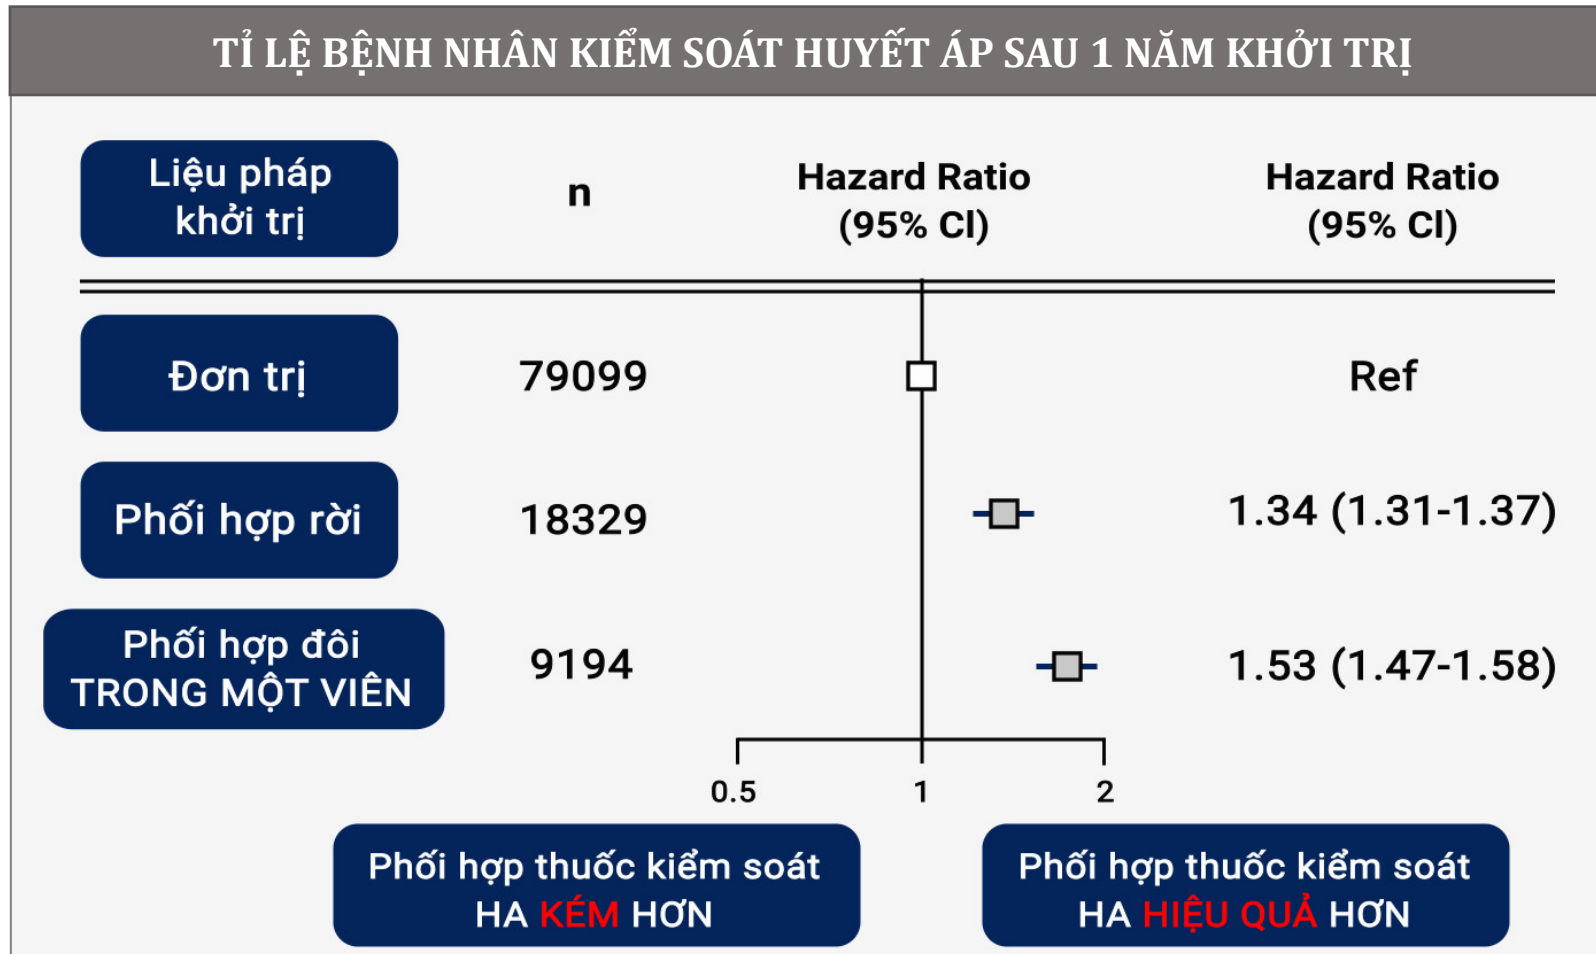 TỈ LỆ BỆNH NHÂN KIỂM SOÁT HUYẾT ÁP SAU 1 NĂM KHỞI TRỊ
Liệu pháp
khởi trị
n
Hazard Ratio
(95% Cl)
Hazard Ratio
(95% Cl)
Đơn trị
79099
Ref
Phối hợp rời
18329
1.34 (1.31-1.37)
Phối hợp đôi
TRONG MỘT VIÊN
9194
1.53 (1.47-1.58)
0.5
1
2
Phối hợp thuốc kiểm soát
HA KÉM HƠN
Phối hợp thuốc kiểm soát
HA HIỆU QUẢ HƠN